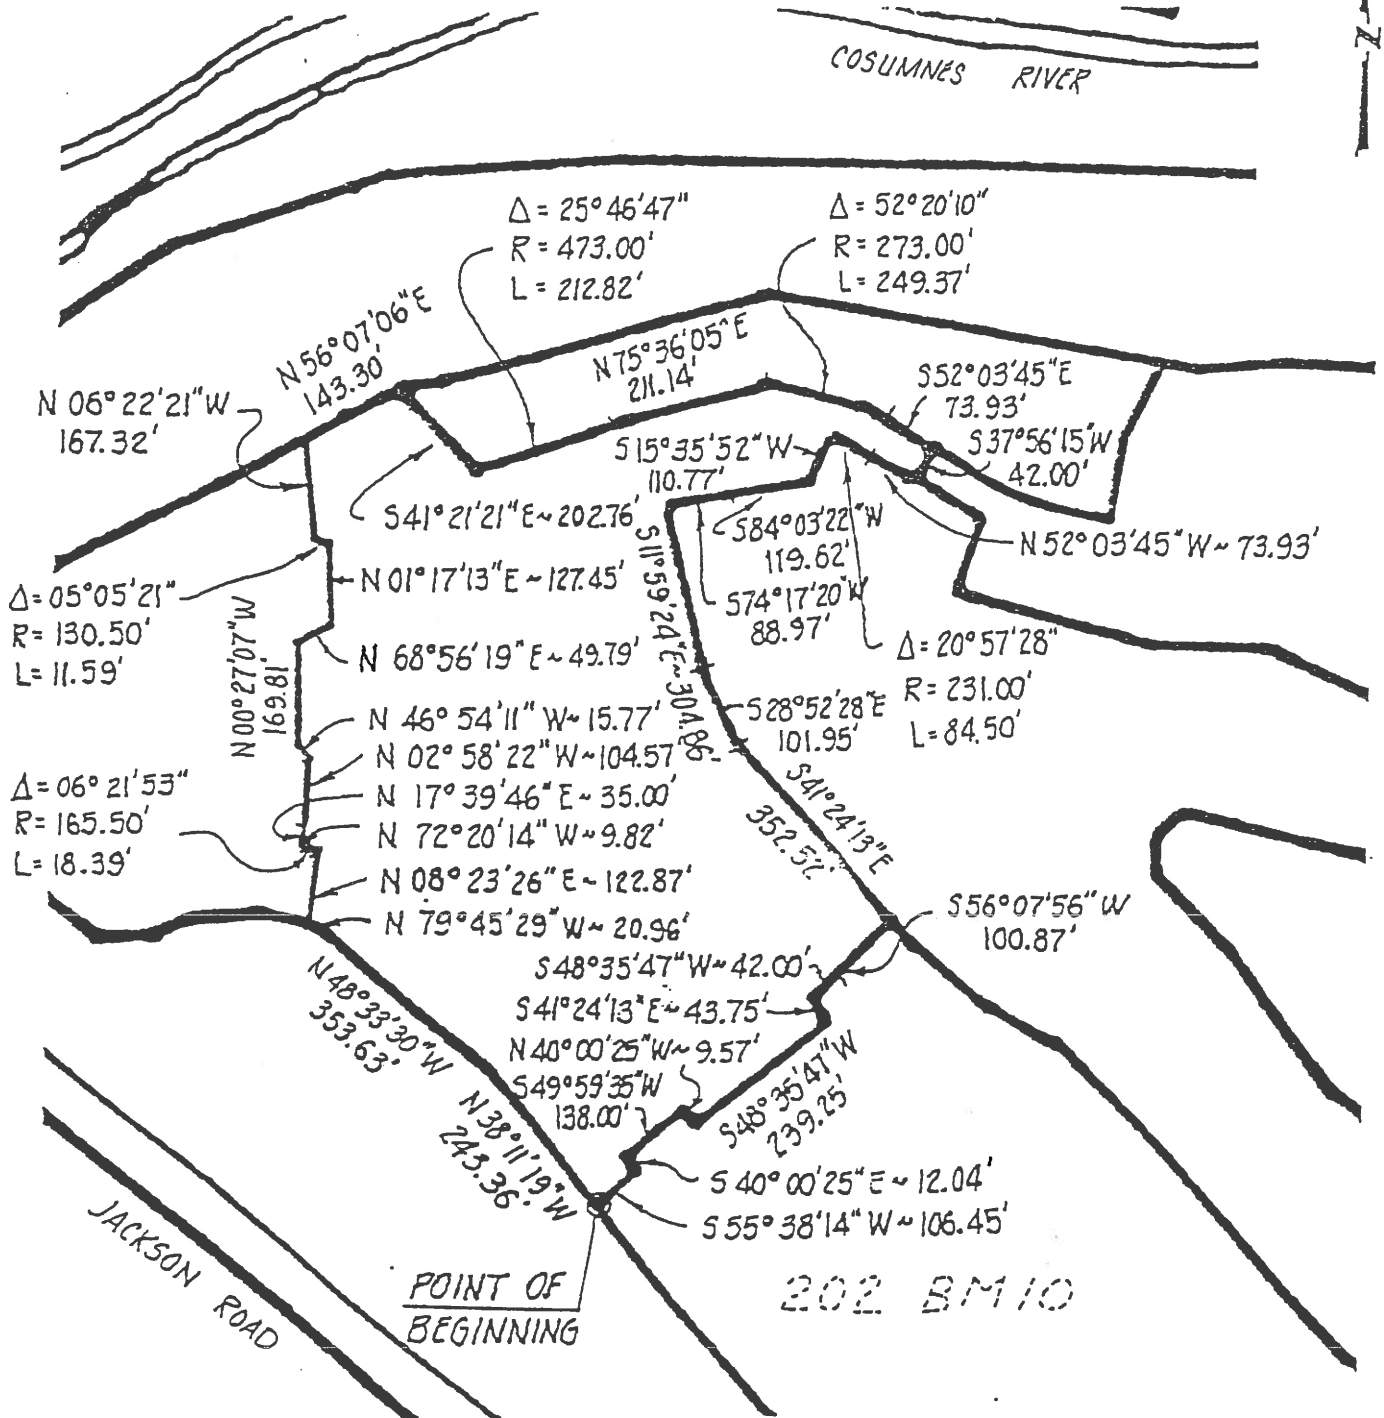 Z
COSUMNES RIVER
Δ = 25°46'47"
R = 473.00'
L = 212.82'
Δ = 52°20'10"
R = 273.00'
L = 249.37'
N 56°07'06" E
143.30'
N 75°36'05" E
211.14'
S 52°03'45" E
73.93'
N 06°22'21" W
167.32'
S 15°35'52" W
110.77'
S 37°56'15" W
42.00'
S 41°21'21" E ~ 202.76'
S 84°03'22" W
119.62'
N 52°03'45" W ~ 73.93'
Δ = 05°05'21"
R = 130.50'
L = 11.59'
N 01°17'13" E ~ 127.45'
S 11°59'24" E ~ 304.86'
S 74°17'20" W
88.97'
N 00°27'07" W
169.81'
N 68°56'19" E ~ 49.79'
Δ = 20°57'28"
R = 231.00'
L = 84.50'
N 46°54'11" W ~ 15.77'
S 28°52'28" E
101.95'
N 02°58'22" W ~ 104.57'
Δ = 06°21'53"
R = 165.50'
L = 18.39'
N 17°39'46" E ~ 35.00'
N 72°20'14" W ~ 9.82'
S 41°24'13" E
N 08°23'26" E ~ 122.87'
N 79°45'29" W ~ 20.96'
S 56°07'56" W
100.87'
N 48°33'30" W
353.63'
S 48°35'47" W ~ 42.00'
S 41°24'13" E ~ 43.75'
N 40°00'25" W ~ 9.57'
S 49°59'35" W
138.00'
S 48°35'47" W
239.25'
N 38°11'19" W
243.36'
S 40°00'25" E ~ 12.04'
S 55°38'14" W ~ 106.45'
JACKSON ROAD
POINT OF
BEGINNING
202 BM 10